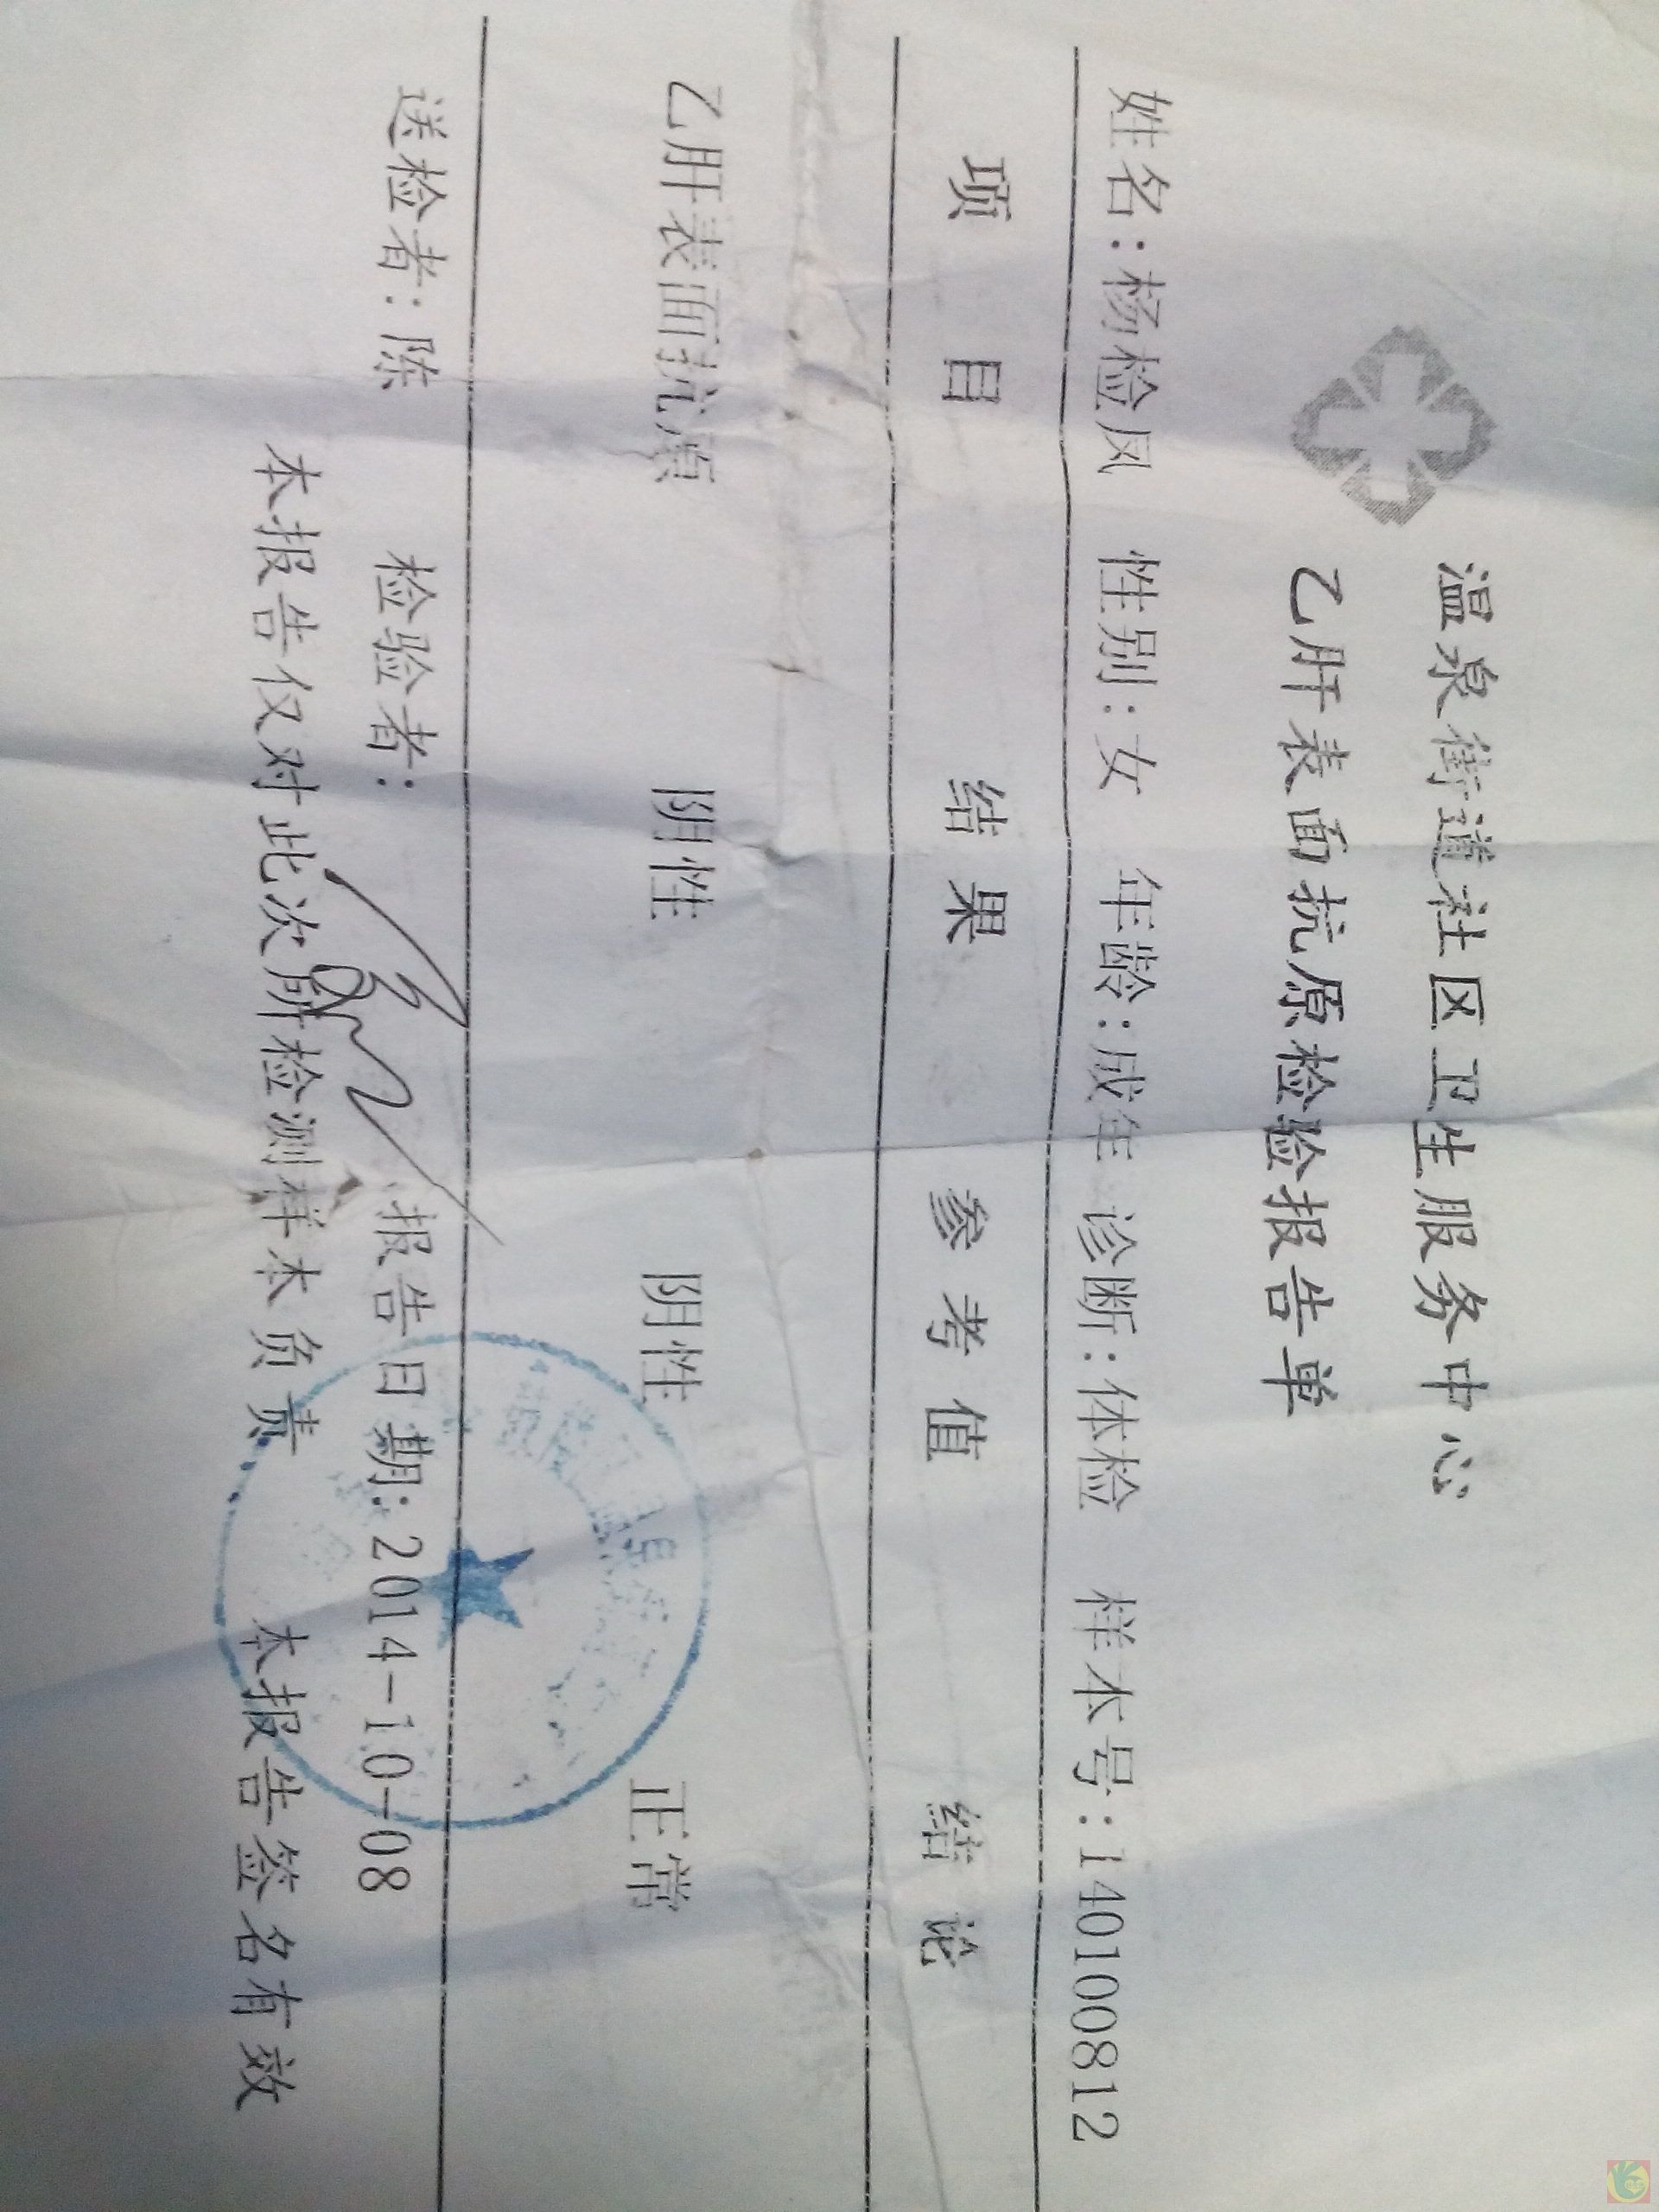 温泉街道社区卫生服务中心
乙肝表面抗原检验报告单
姓名:杨检凤 性别:女 年龄:成年 诊断:体检 样本号:140100812
项 目 结 果 参 考 值 结 论
乙肝表面抗原 阴性 阴性 正常
送检者:陈 检验者: 报告日期:2014-10-08
本报告仅对此次所检测样本负责 本报告签名有效